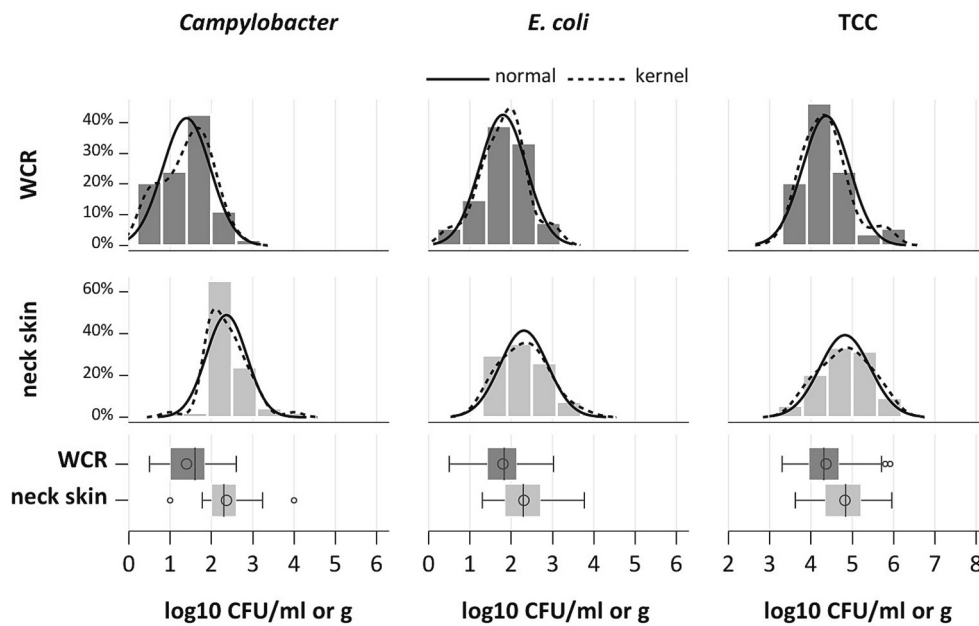 Campylobacter E. coli TCC
normal kernel
WCR
40%
30%
20%
10%
0%
neck skin
60%
40%
20%
0%
WCR
neck skin
0 1 2 3 4 5 6 0 1 2 3 4 5 6 2 3 4 5 6 7 8
log10 CFU/ml or g log10 CFU/ml or g log10 CFU/ml or g